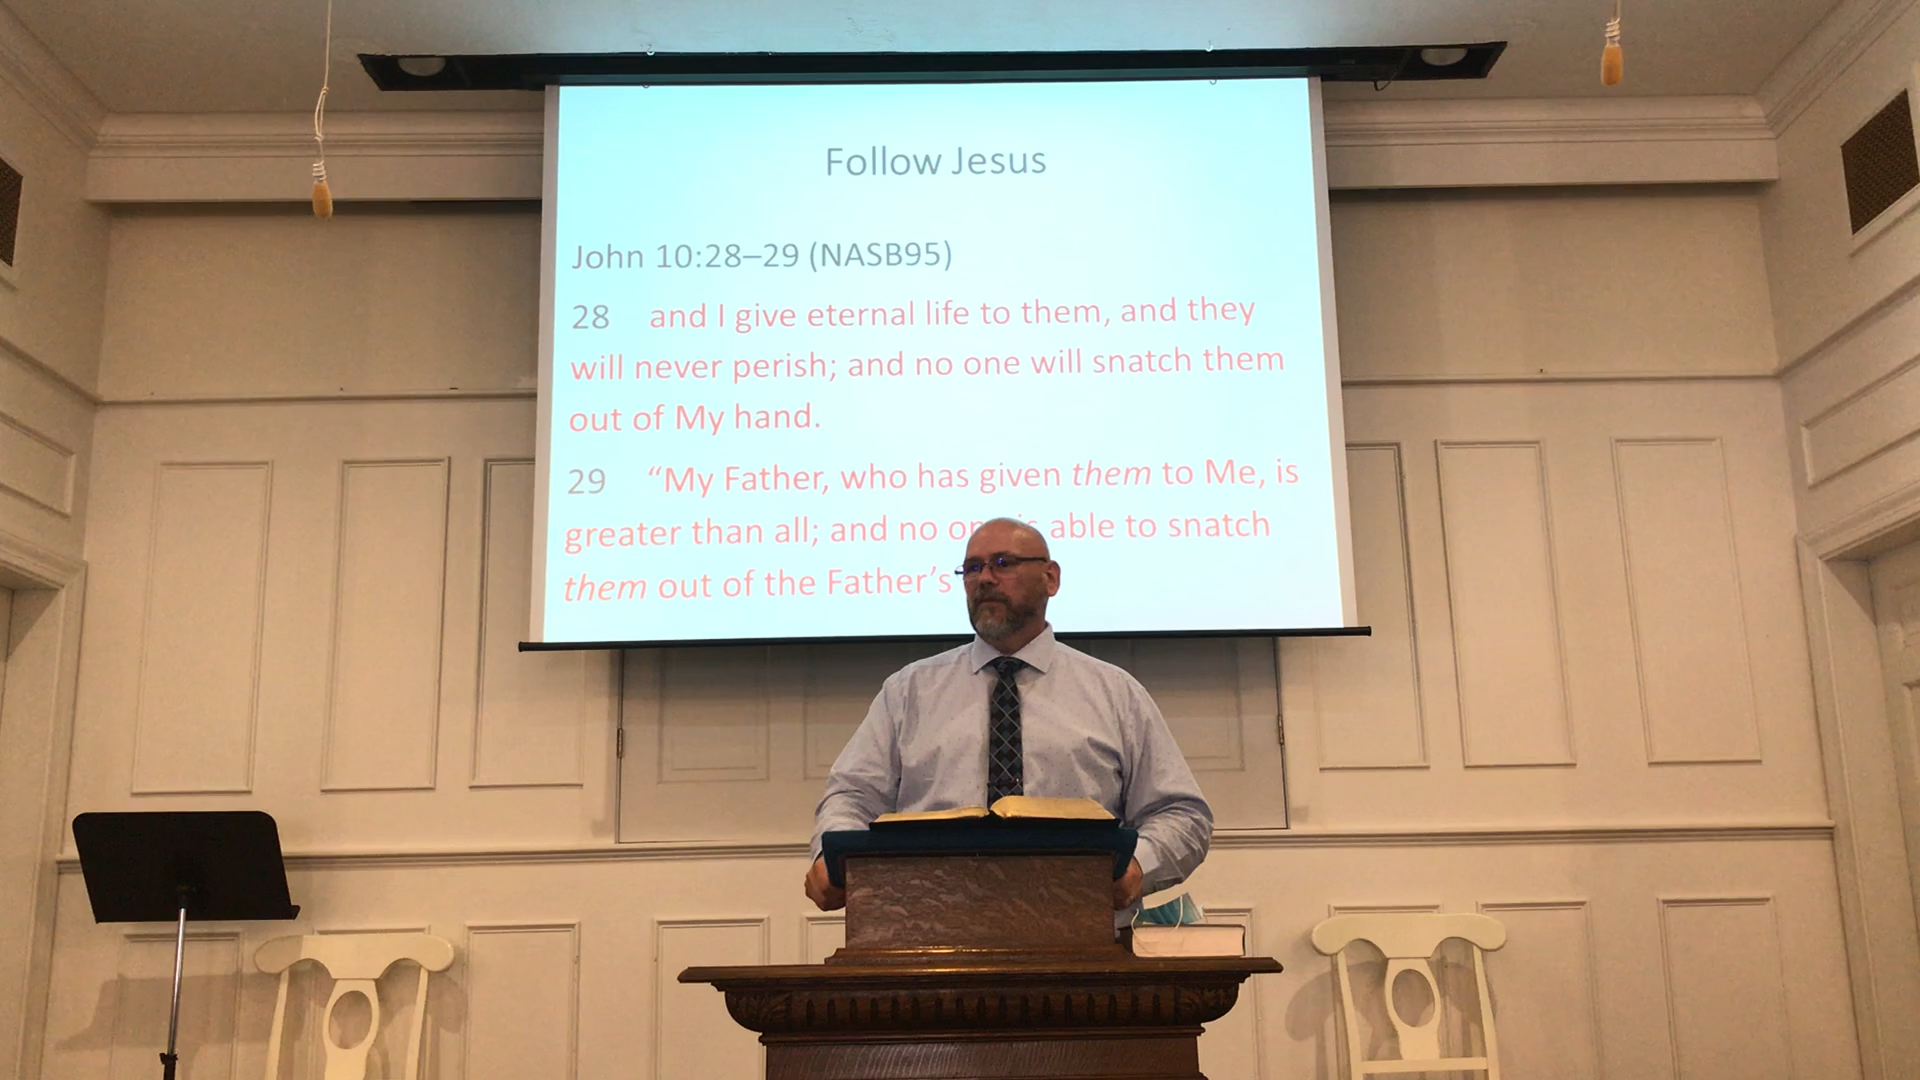 Follow Jesus
John 10:28–29 (NASB95)
28 and I give eternal life to them, and they
will never perish; and no one will snatch them
out of My hand.
29 “My Father, who has given them to Me, is
greater than all; and no one is able to snatch
them out of the Father’s